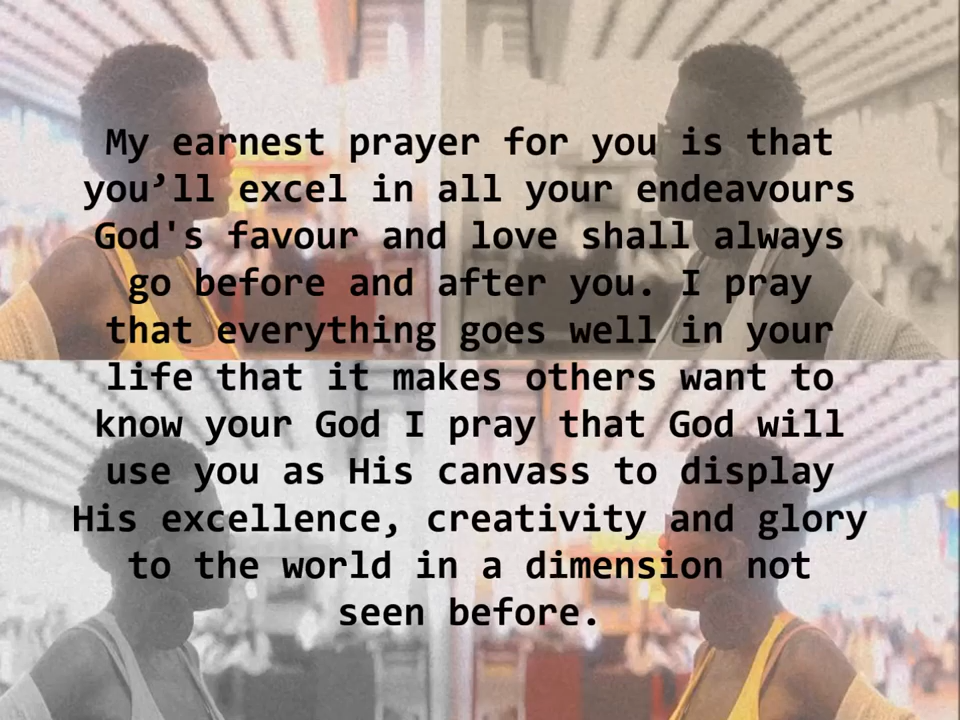 My earnest prayer for you is that
you’ll excel in all your endeavours
God's favour and love shall always
go before and after you. I pray
that everything goes well in your
life that it makes others want to
know your God I pray that God will
use you as His canvass to display
His excellence, creativity and glory
to the world in a dimension not
seen before.